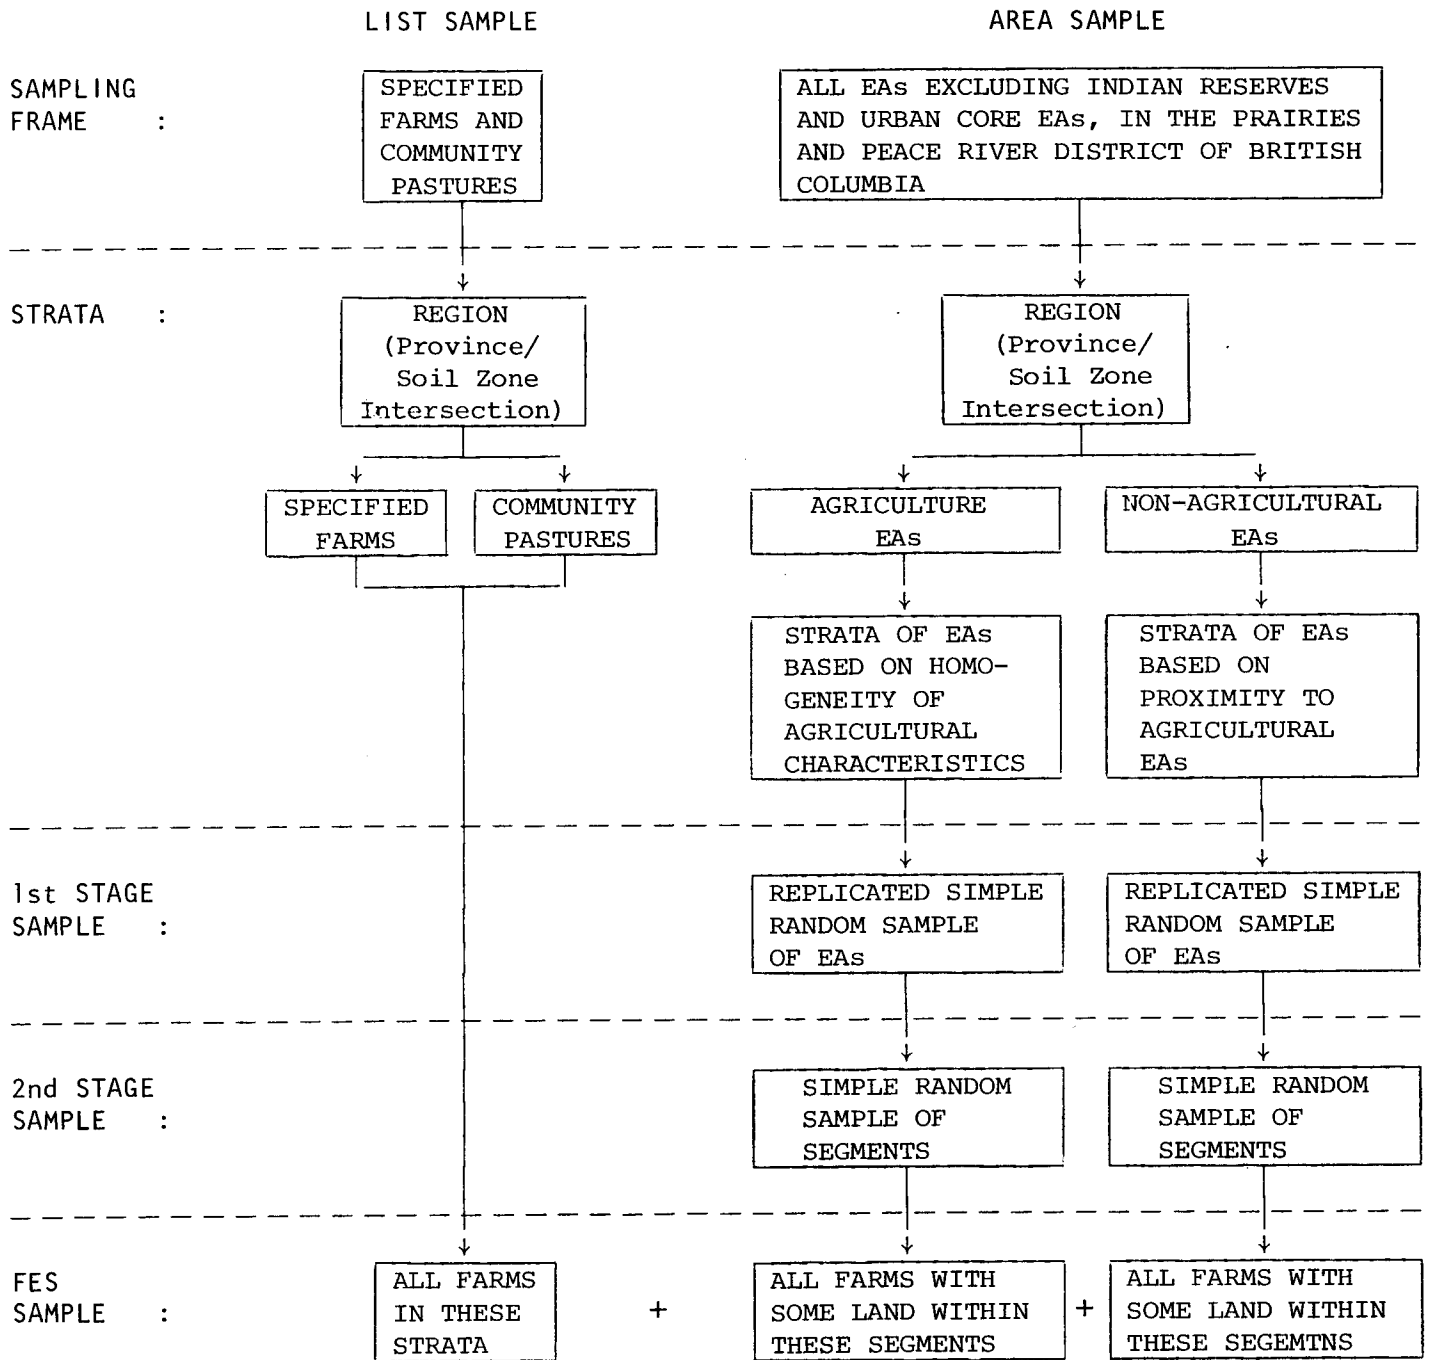 LIST SAMPLE
AREA SAMPLE
SAMPLING
FRAME :
SPECIFIED
FARMS AND
COMMUNITY
PASTURES
ALL EAs EXCLUDING INDIAN RESERVES
AND URBAN CORE EAs, IN THE PRAIRIES
AND PEACE RIVER DISTRICT OF BRITISH
COLUMBIA
STRATA :
REGION
(Province/
Soil Zone
Intersection)
REGION
(Province/
Soil Zone
Intersection)
SPECIFIED
FARMS
COMMUNITY
PASTURES
AGRICULTURE
EAs
NON-AGRICULTURAL
EAs
STRATA OF EAs
BASED ON HOMO-
GENEITY OF
AGRICULTURAL
CHARACTERISTICS
STRATA OF EAs
BASED ON
PROXIMITY TO
AGRICULTURAL
EAs
1st STAGE
SAMPLE :
REPLICATED SIMPLE
RANDOM SAMPLE
OF EAs
REPLICATED SIMPLE
RANDOM SAMPLE
OF EAs
2nd STAGE
SAMPLE :
SIMPLE RANDOM
SAMPLE OF
SEGMENTS
SIMPLE RANDOM
SAMPLE OF
SEGMENTS
FES
SAMPLE :
ALL FARMS
IN THESE
STRATA
+
ALL FARMS WITH
SOME LAND WITHIN
THESE SEGMENTS
+
ALL FARMS WITH
SOME LAND WITHIN
THESE SEGEMTNS